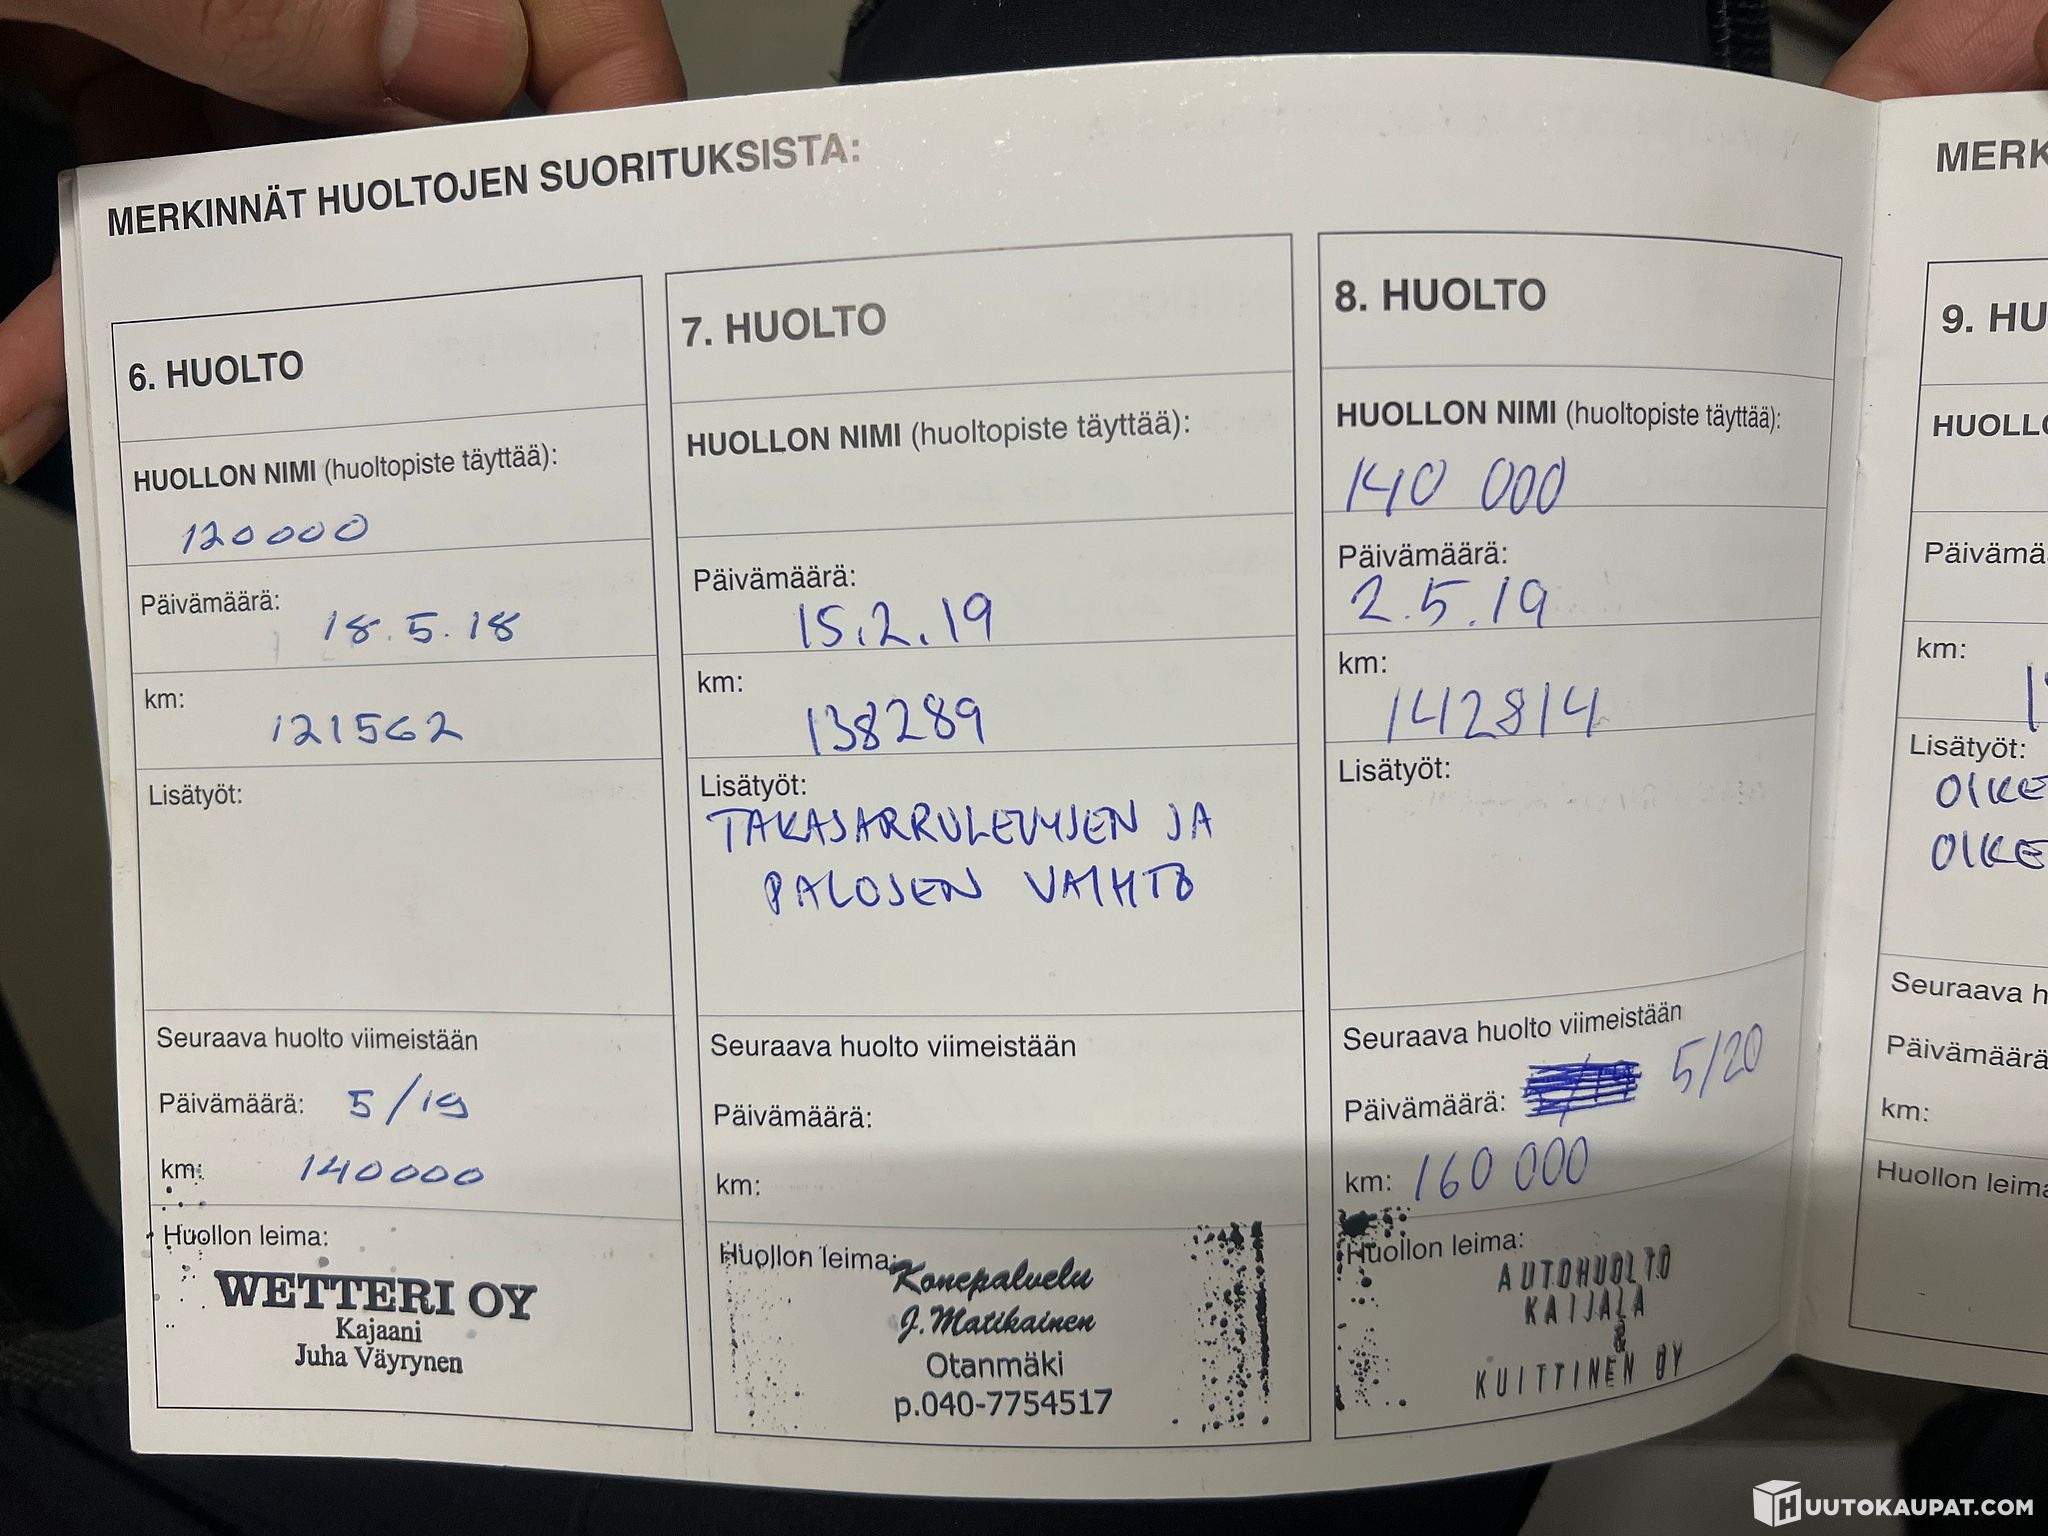 MERKINNÄT HUOLTOJEN SUORITUKSISTA:
6. HUOLTO
HUOLLON NIMI (huoltopiste täyttää):
120000
Päivämäärä: 18.5.18
km: 121562
Lisätyöt:
Seuraava huolto viimeistään
Päivämäärä: 5/19
km: 140000
Huollon leima:
WETTERI OY
Kajaani
Juha Väyrynen
7. HUOLTO
HUOLLON NIMI (huoltopiste täyttää):
Päivämäärä:
15.2.19
km:
138289
Lisätyöt:
TAKAJARRULEVYJEN JA
PALOJEN VAIHTO
Seuraava huolto viimeistään
Päivämäärä:
km:
Huollon leima:
Konepalvelu
J. Matikainen
Otanmäki
p.040-7754517
8. HUOLTO
HUOLLON NIMI (huoltopiste täyttää):
140 000
Päivämäärä:
2.5.19
km:
142814
Lisätyöt:
Seuraava huolto viimeistään
Päivämäärä: 5/20
km: 160 000
Huollon leima:
AUTOHUOLTO
KAIJALA
&
KUITTINEN OY
MERK
9. HU
HUOLLO
Päivämä
km:
Lisätyöt:
OIKE
OIKE
Seuraava h
Päivämäärä
km:
Huollon leima
HUUTOKAUPAT.COM